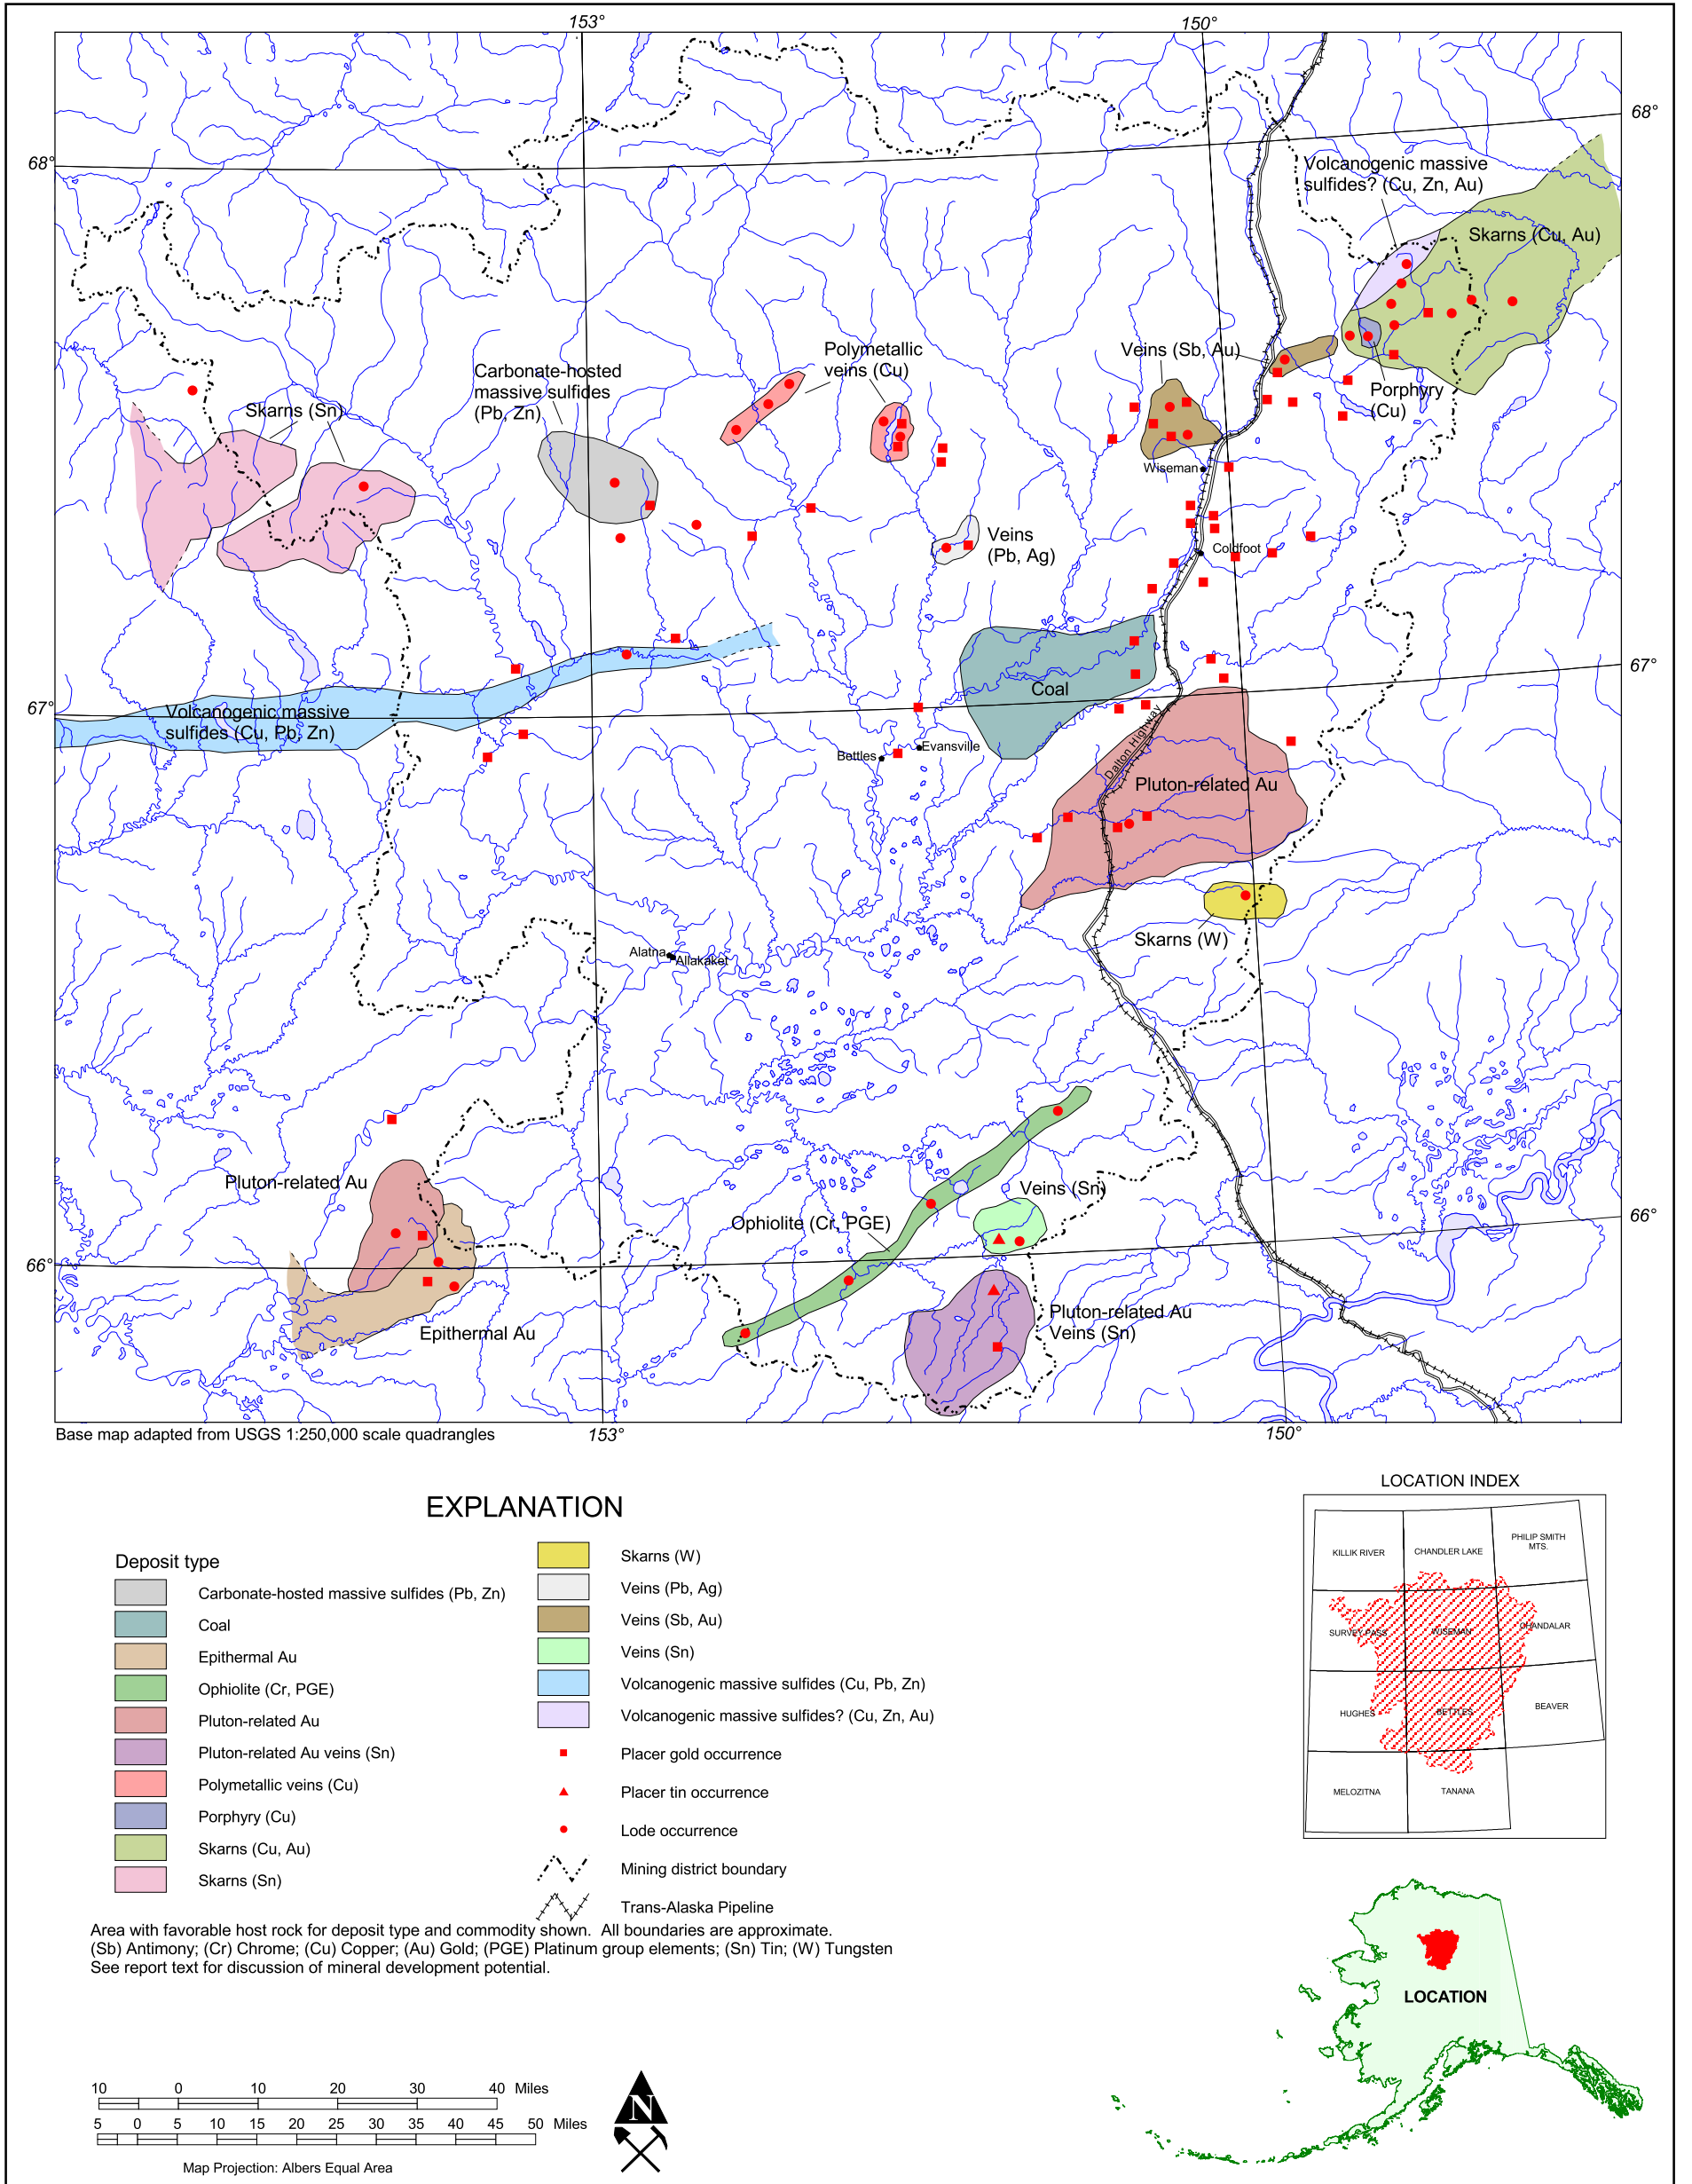 153°
150°
68°
68°
Volcanogenic massive
sulfides? (Cu, Zn, Au)
Skarns (Cu, Au)
Polymetallic
veins (Cu)
Veins (Sb, Au)
Carbonate-hosted
massive sulfides
(Pb, Zn)
Porphyry
(Cu)
Skarns (Sn)
Wiseman
Veins
(Pb, Ag)
Coldfoot
67°
Coal
67°
Volcanogenic massive
sulfides (Cu, Pb, Zn)
Dalton Highway
Evansville
Bettles
Pluton-related Au
Skarns (W)
Alatna
Allakaket
Pluton-related Au
Veins (Sn)
Ophiolite (Cr, PGE)
66°
66°
Pluton-related Au
Veins (Sn)
Epithermal Au
Base map adapted from USGS 1:250,000 scale quadrangles
153°
150°
EXPLANATION
Deposit type
Carbonate-hosted massive sulfides (Pb, Zn)
Coal
Epithermal Au
Ophiolite (Cr, PGE)
Pluton-related Au
Pluton-related Au veins (Sn)
Polymetallic veins (Cu)
Porphyry (Cu)
Skarns (Cu, Au)
Skarns (Sn)
Skarns (W)
Veins (Pb, Ag)
Veins (Sb, Au)
Veins (Sn)
Volcanogenic massive sulfides (Cu, Pb, Zn)
Volcanogenic massive sulfides? (Cu, Zn, Au)
Placer gold occurrence
Placer tin occurrence
Lode occurrence
Mining district boundary
Trans-Alaska Pipeline
Area with favorable host rock for deposit type and commodity shown. All boundaries are approximate.
(Sb) Antimony; (Cr) Chrome; (Cu) Copper; (Au) Gold; (PGE) Platinum group elements; (Sn) Tin; (W) Tungsten
See report text for discussion of mineral development potential.
LOCATION INDEX
KILLIK RIVER
CHANDLER LAKE
PHILIP SMITH
MTS.
SURVEY PASS
WISEMAN
CHANDALAR
HUGHES
BETTLES
BEAVER
MELOZITNA
TANANA
LOCATION
10 0 10 20 30 40 Miles
5 0 5 10 15 20 25 30 35 40 45 50 Miles
N
Map Projection: Albers Equal Area